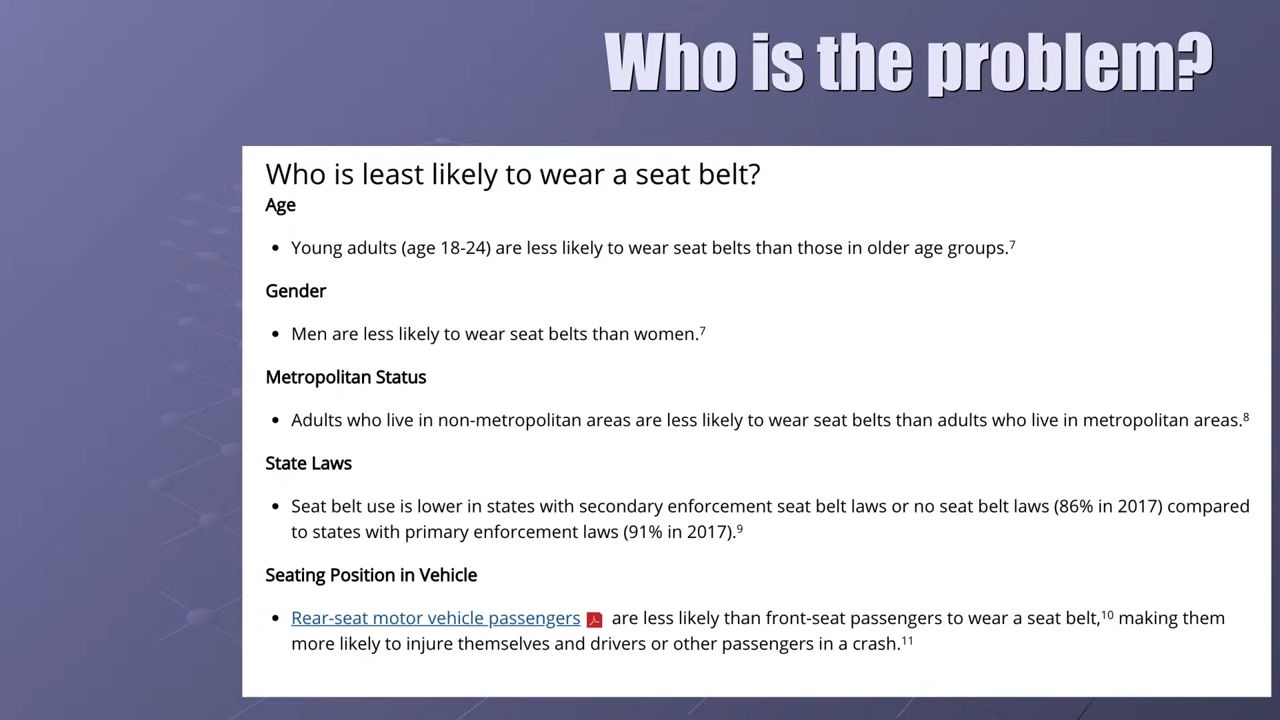 Who is the problem?
Who is least likely to wear a seat belt?
Age
• Young adults (age 18-24) are less likely to wear seat belts than those in older age groups.⁷
Gender
• Men are less likely to wear seat belts than women.⁷
Metropolitan Status
• Adults who live in non-metropolitan areas are less likely to wear seat belts than adults who live in metropolitan areas.⁸
State Laws
• Seat belt use is lower in states with secondary enforcement seat belt laws or no seat belt laws (86% in 2017) compared
to states with primary enforcement laws (91% in 2017).⁹
Seating Position in Vehicle
• Rear-seat motor vehicle passengers are less likely than front-seat passengers to wear a seat belt,¹⁰ making them
more likely to injure themselves and drivers or other passengers in a crash.¹¹